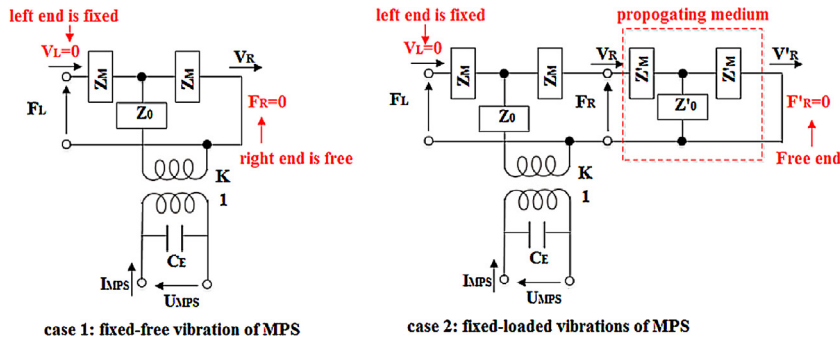 left end is fixed
VL=0
ZM
ZM
VR
FL
Z0
FR=0
right end is free
K
1
CE
IMPS
UMPS
case 1: fixed-free vibration of MPS
left end is fixed
propogating medium
VL=0
ZM
ZM
VR
Z'M
Z'M
V'R
FL
Z0
FR
Z'0
F'R=0
Free end
K
1
CE
IMPS
UMPS
case 2: fixed-loaded vibrations of MPS